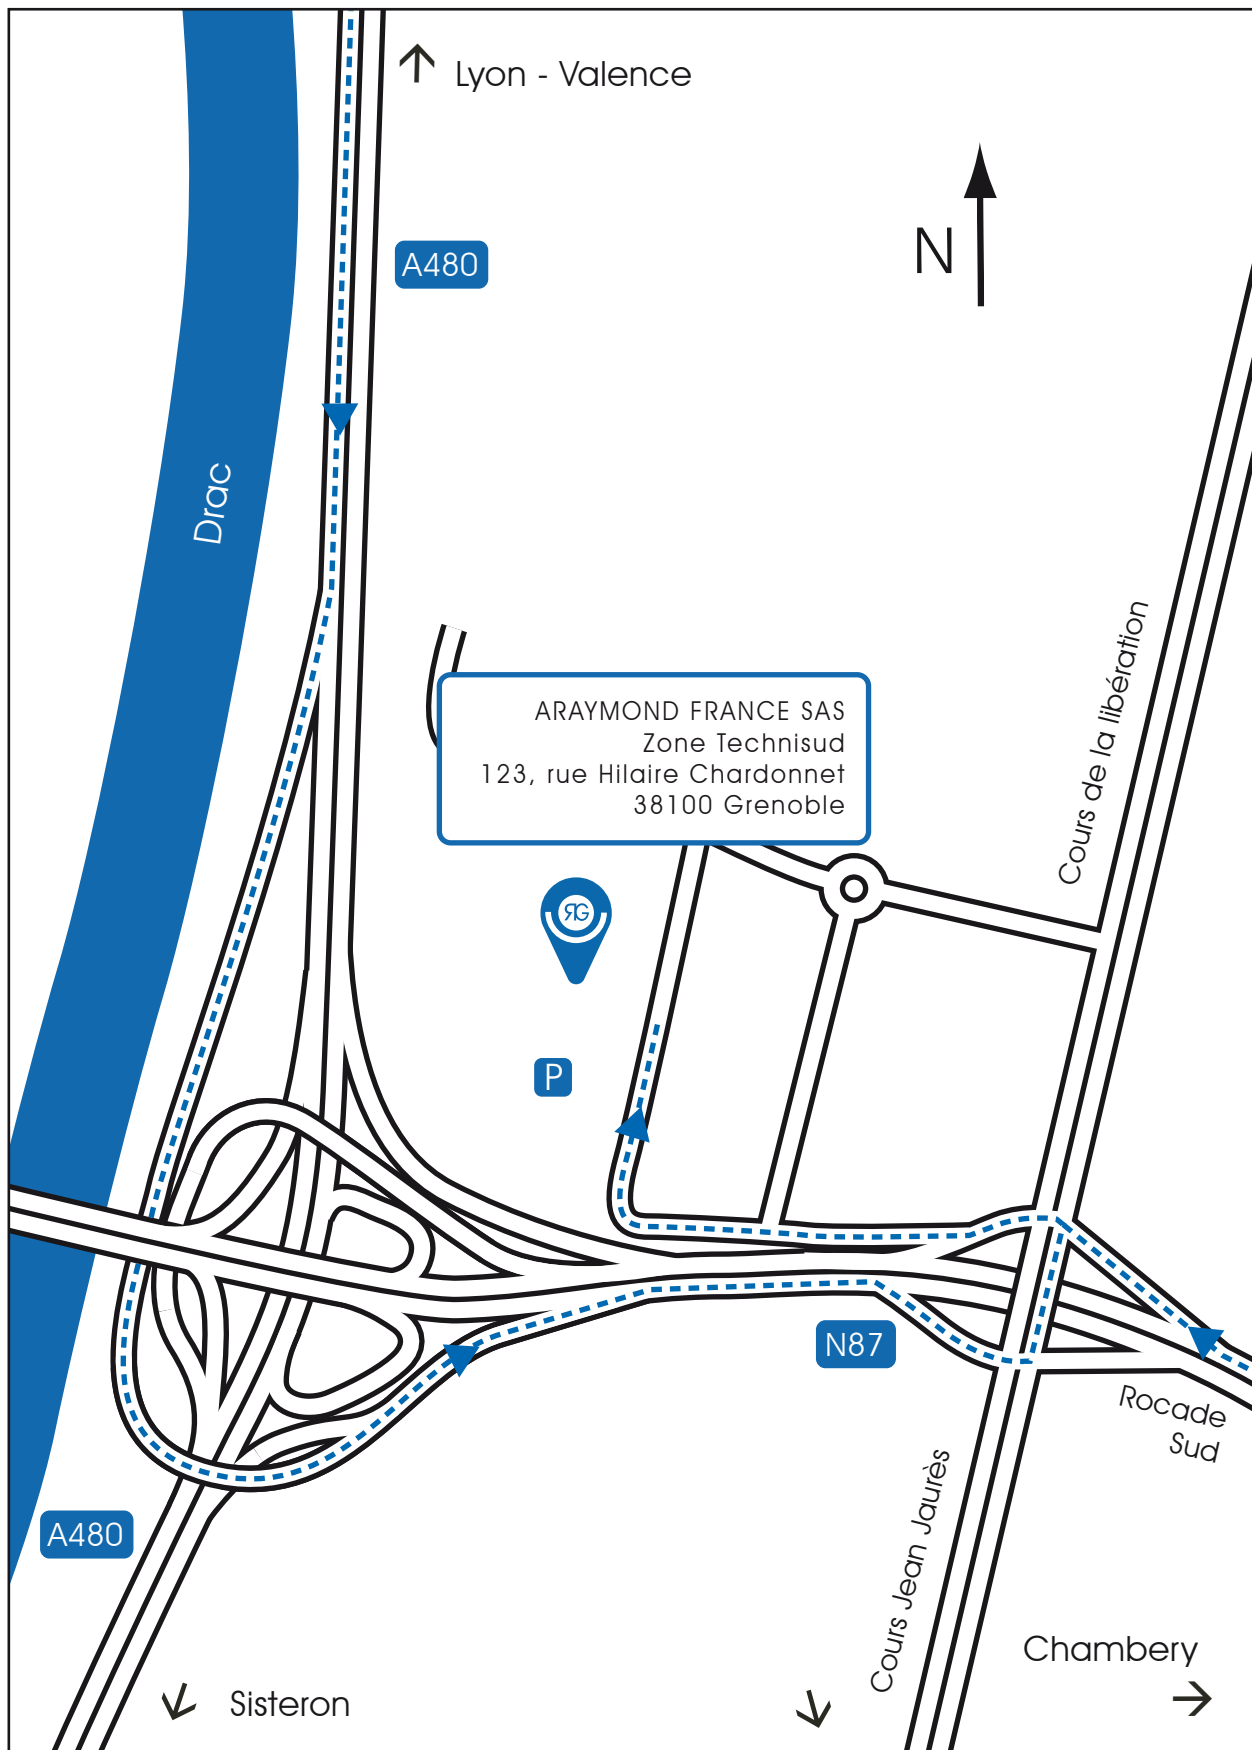 Lyon - Valence
N
A480
Drac
Cours de la libération
ARAYMOND FRANCE SAS
Zone Technisud
123, rue Hilaire Chardonnet
38100 Grenoble
RG
P
N87
Rocade
Sud
Cours Jean Jaurès
A480
Chambery
Sisteron